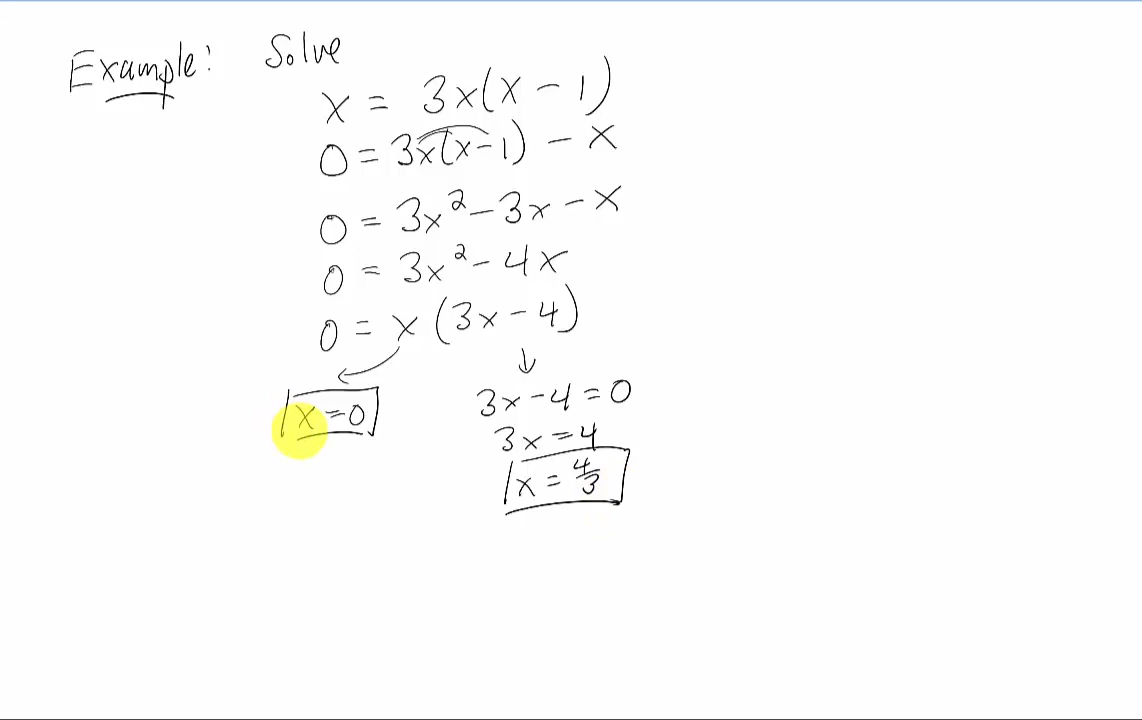 Example: Solve
x = 3x(x - 1)
0 = 3x(x-1) - x
0 = 3x² - 3x - x
0 = 3x² - 4x
0 = x (3x - 4)
3x - 4 = 0
x = 0
3x = 4
x = 4/3